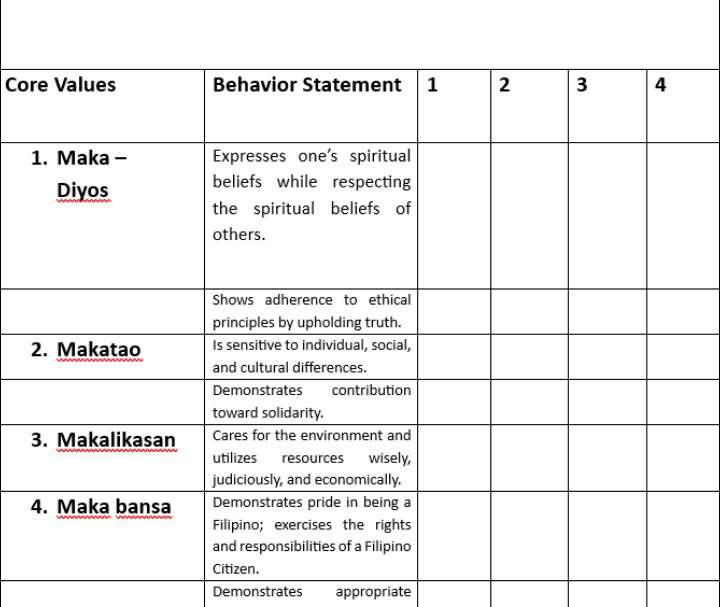 Core Values Behavior Statement 1 2 3 4
1. Maka – Expresses one’s spiritual
Diyos beliefs while respecting
the spiritual beliefs of
others.
Shows adherence to ethical
principles by upholding truth.
2. Makatao Is sensitive to individual, social,
and cultural differences.
Demonstrates contribution
toward solidarity.
3. Makalikasan Cares for the environment and
utilizes resources wisely,
judiciously, and economically.
4. Maka bansa Demonstrates pride in being a
Filipino; exercises the rights
and responsibilities of a Filipino
Citizen.
Demonstrates appropriate